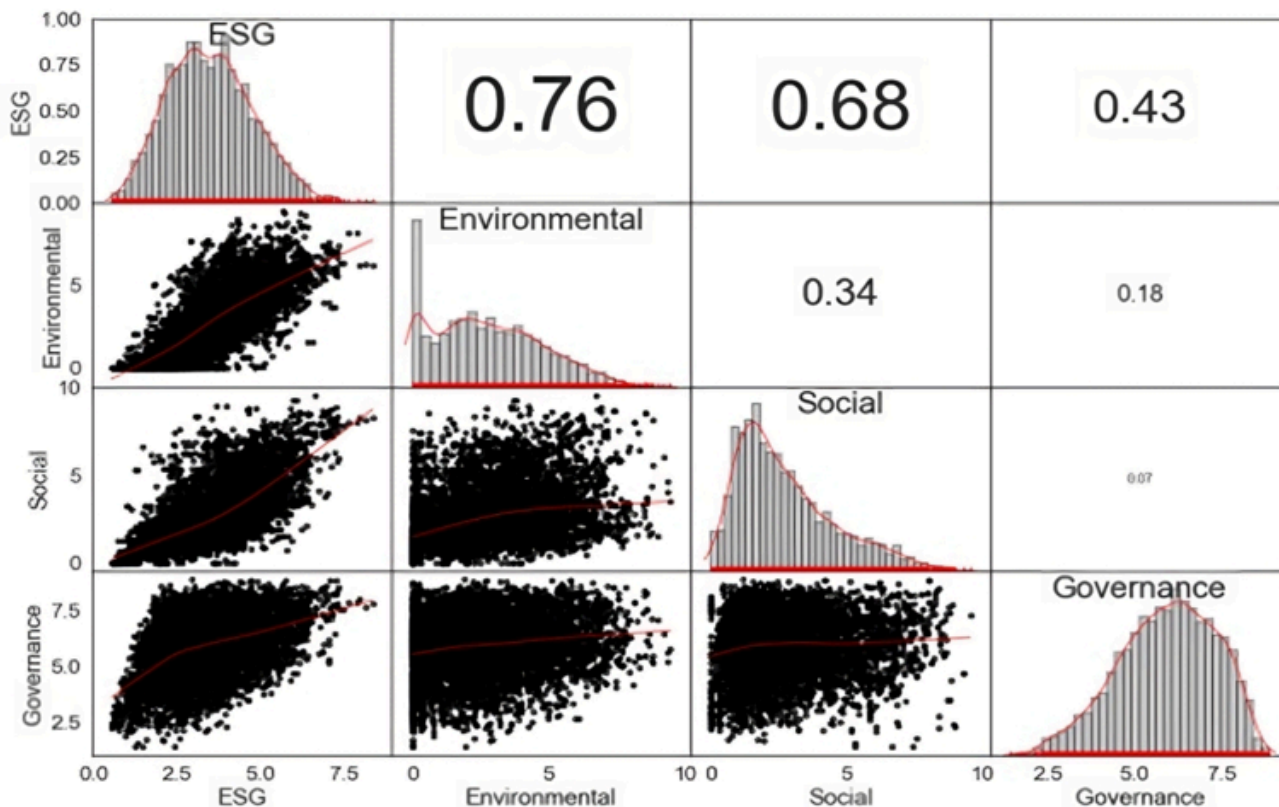 1.00
ESG
0.75
0.50
0.25
0.00
ESG
0.76
0.68
0.43
Environmental
5
0
Environmental
0.34
0.18
10
Social
5
0
Social
0.07
Governance
7.5
5.0
2.5
Governance
0.0 2.5 5.0 7.5 0 5 10 0 5 10 2.5 5.0 7.5
ESG Environmental Social Governance